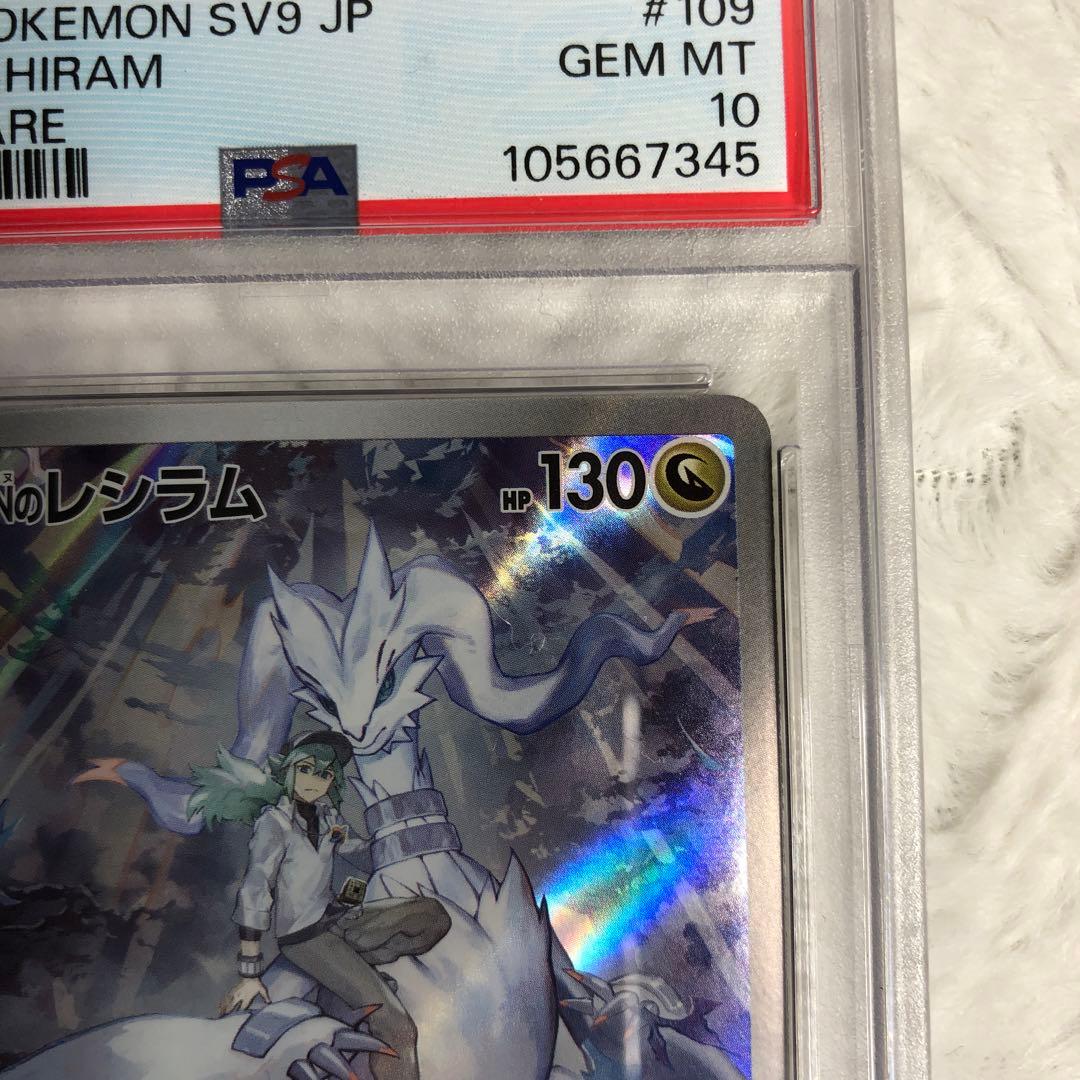 OKEMON SV9 JP
#109
HIRAM
GEM MT
ARE
10
PSA
105667345
Nのレシラム
ヌ
HP 130